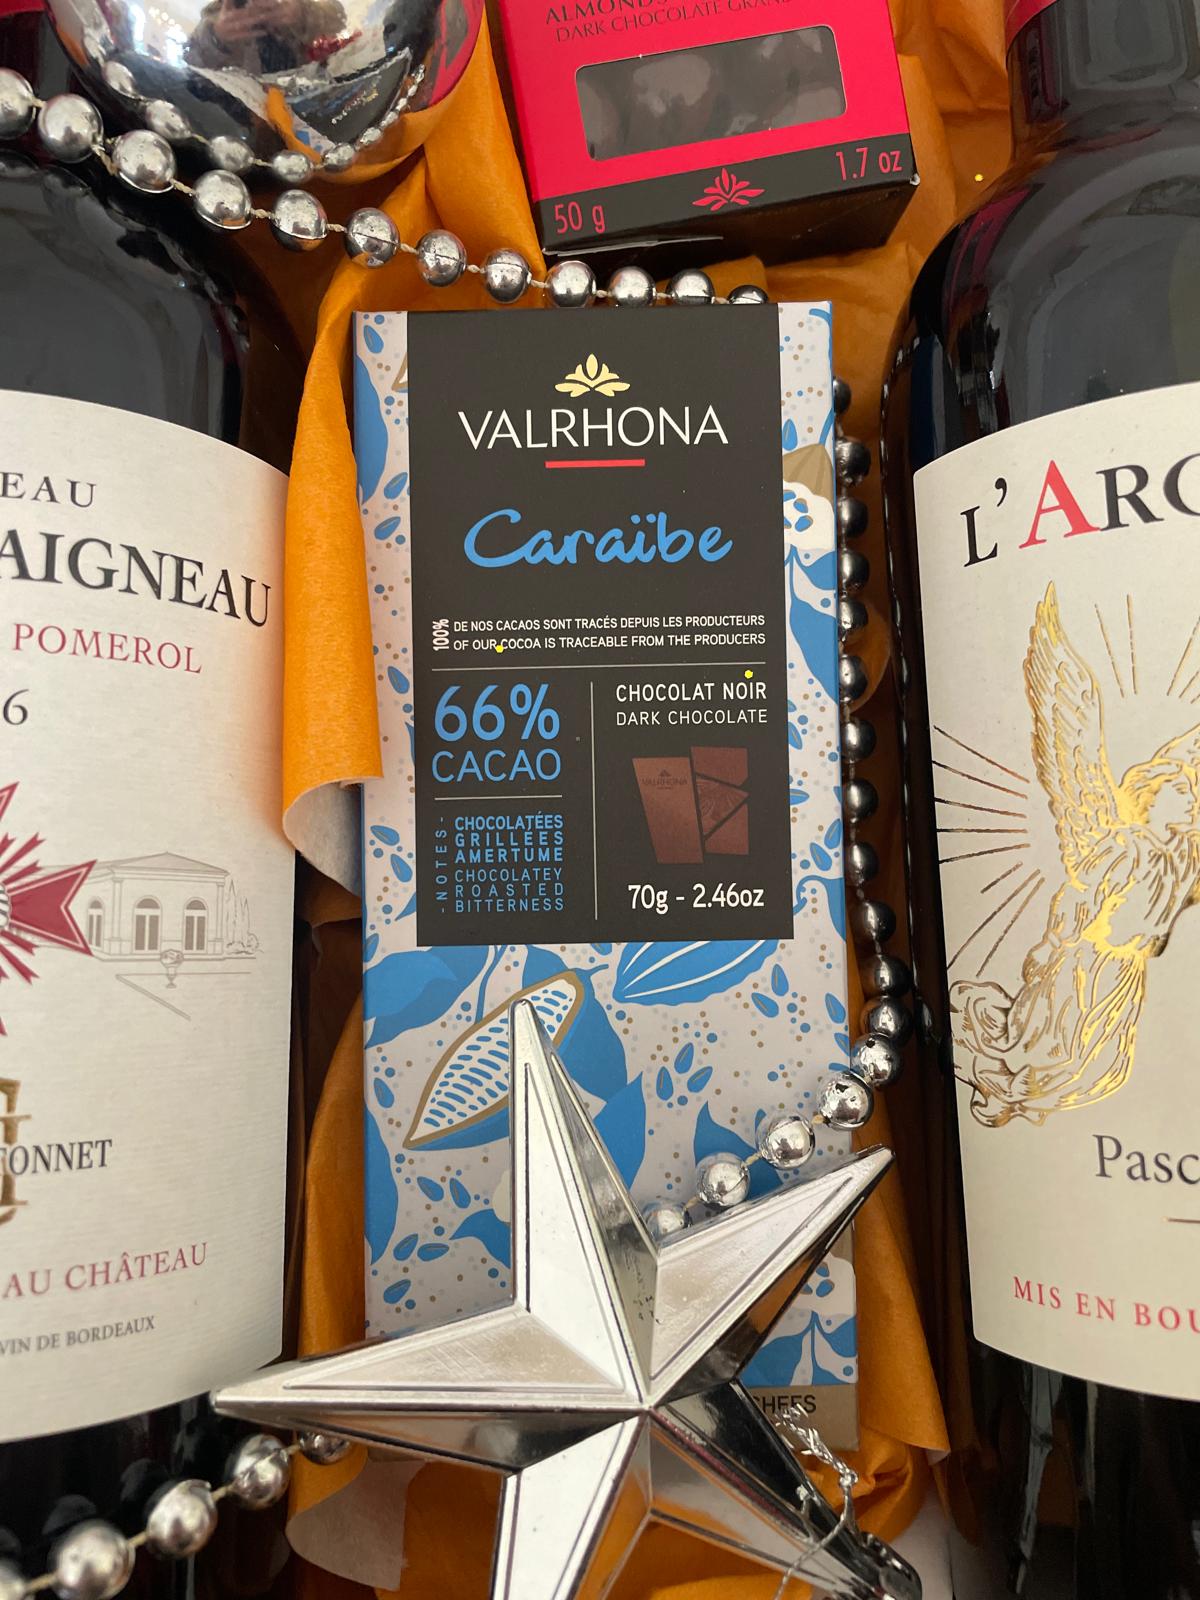 ALMONDS
DARK CHOCOLATE
50 g
1.7 oz
VALRHONA
Caraïbe
100% DE NOS CACAOS SONT TRACÉS DEPUIS LES PRODUCTEURS
OF OUR COCOA IS TRACEABLE FROM THE PRODUCERS
66%
CACAO
- NOTES -
CHOCOLATÉES
GRILLÉES
AMERTUME
CHOCOLATEY
ROASTED
BITTERNESS
CHOCOLAT NOIR
DARK CHOCOLATE
VALRHONA
70g - 2.46oz
EAU
AIGNEAU
POMEROL
6
TONNET
AU CHÂTEAU
VIN DE BORDEAUX
L'ARC
Pasc
MIS EN BOU